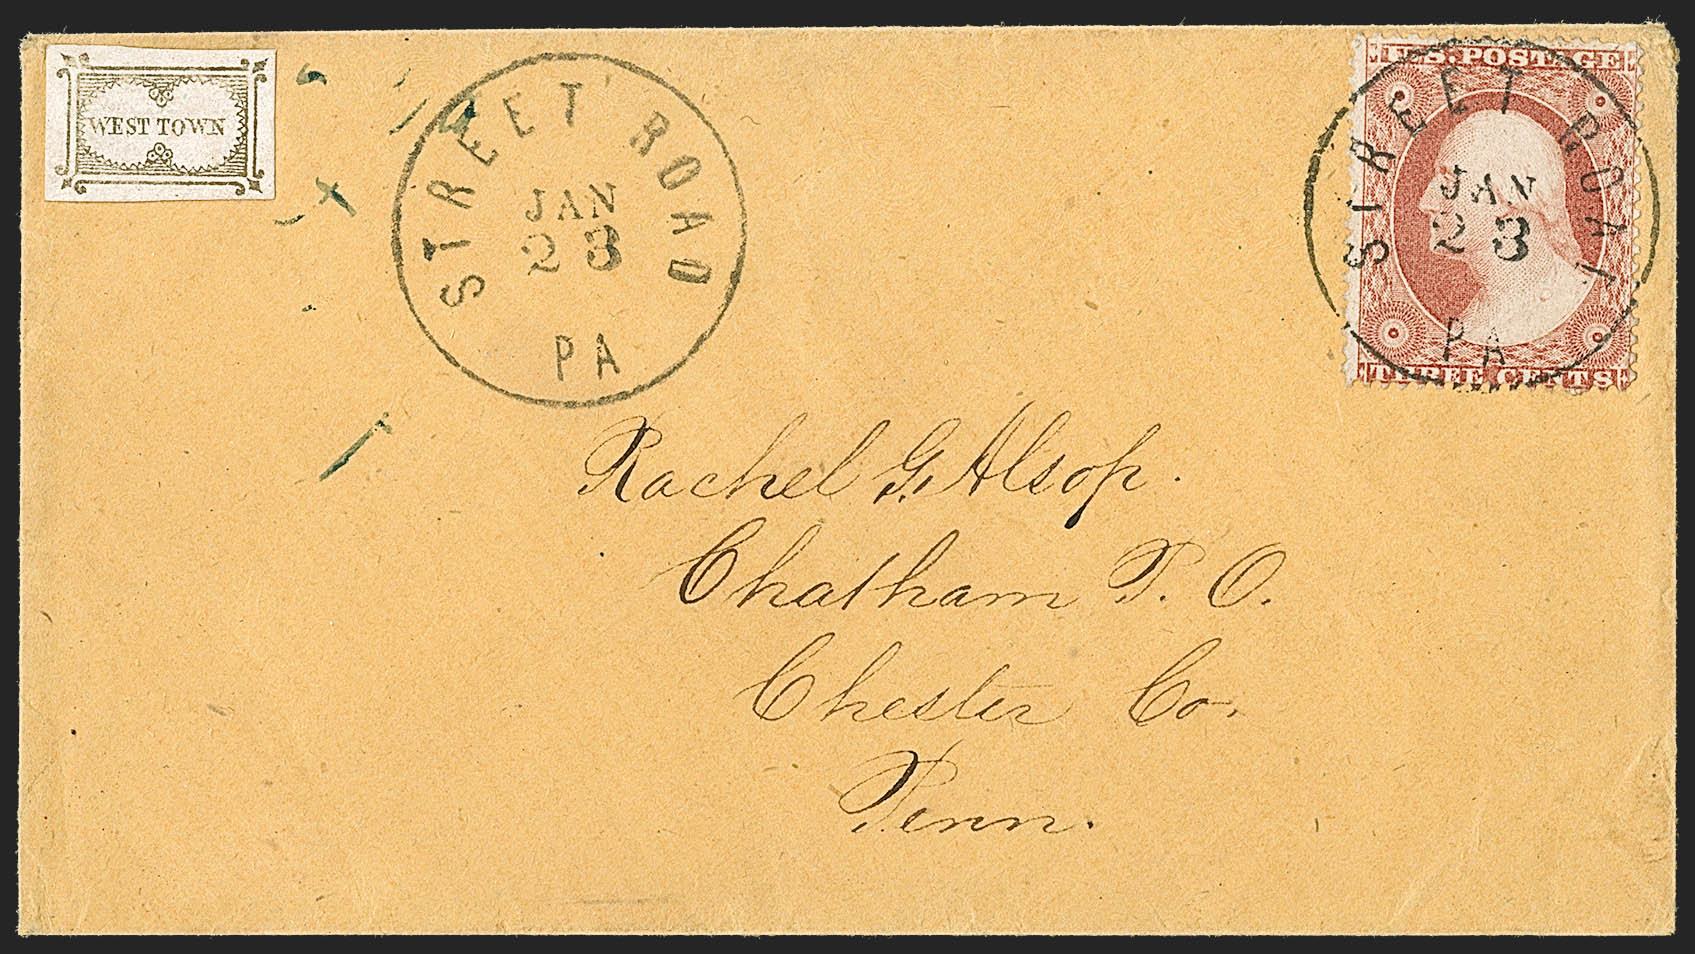 WEST TOWN
STREET ROAD
JAN
23
PA
U.S. POSTAGE
STREET ROAD
JAN
23
PA
THREE CENTS
Rachel G. Alsop.
Chatham P. O.
Chester Co.
Penn.